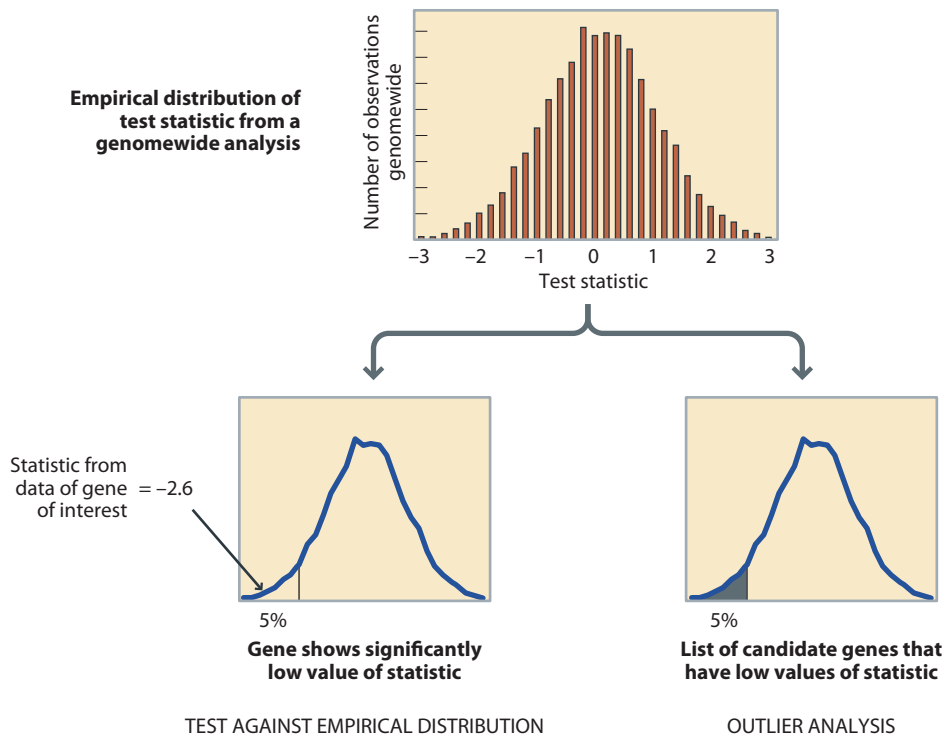 Empirical distribution of
test statistic from a
genomewide analysis
Number of observations
genomewide
–3 –2 –1 0 1 2 3
Test statistic
Statistic from
data of gene = –2.6
of interest
5%
Gene shows significantly
low value of statistic
TEST AGAINST EMPIRICAL DISTRIBUTION
5%
List of candidate genes that
have low values of statistic
OUTLIER ANALYSIS